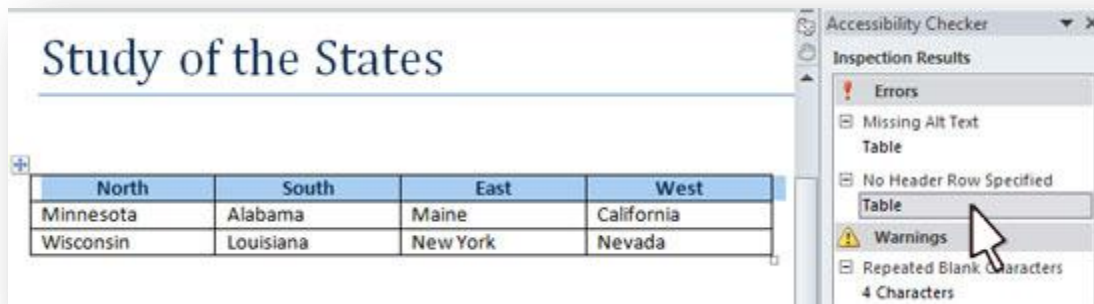 Study of the States
North South East West
Minnesota Alabama Maine California
Wisconsin Louisiana New York Nevada
Accessibility Checker
Inspection Results
Errors
Missing Alt Text
Table
No Header Row Specified
Table
Warnings
Repeated Blank Characters
4 Characters